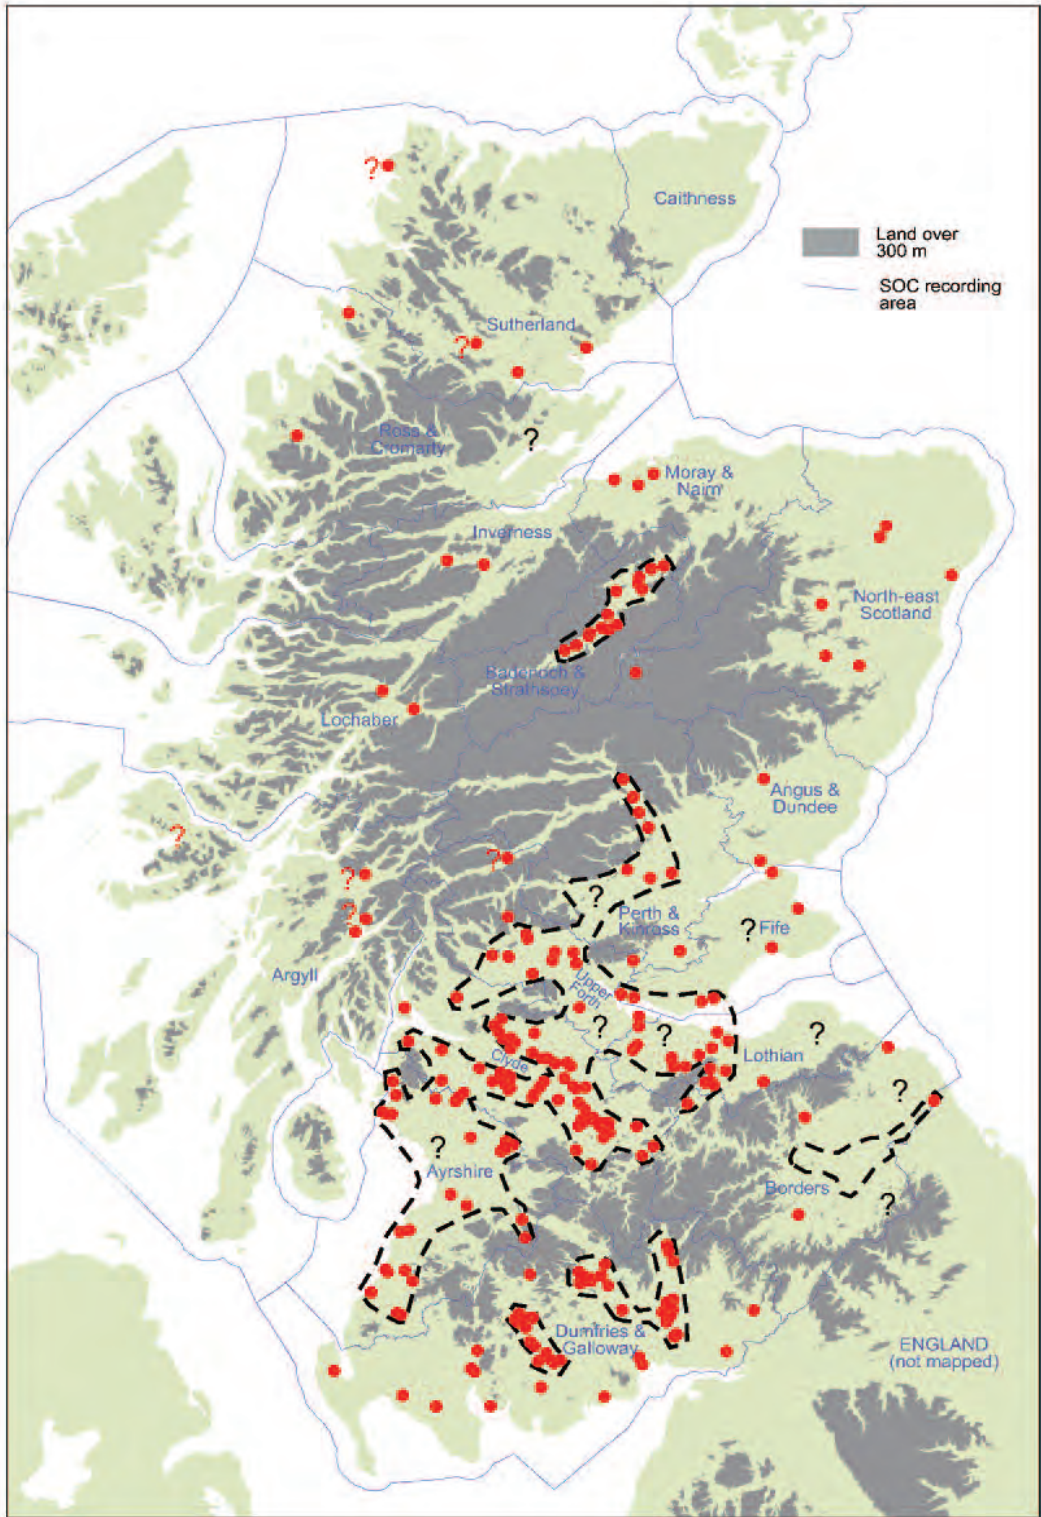 ?
Caithness
Land over
300 m
SOC recording
area
Sutherland
?
Ross &
Cromarty
?
Moray &
Nairn
Inverness
North-east
Scotland
Badenoch &
Strathspey
Lochaber
Angus &
Dundee
?
?
?
?
?
Perth &
Kinross
?
Fife
Argyll
Upper
Forth
?
?
?
Lothian
Clyde
?
?
Ayrshire
Borders
?
Dumfries &
Galloway
ENGLAND
(not mapped)